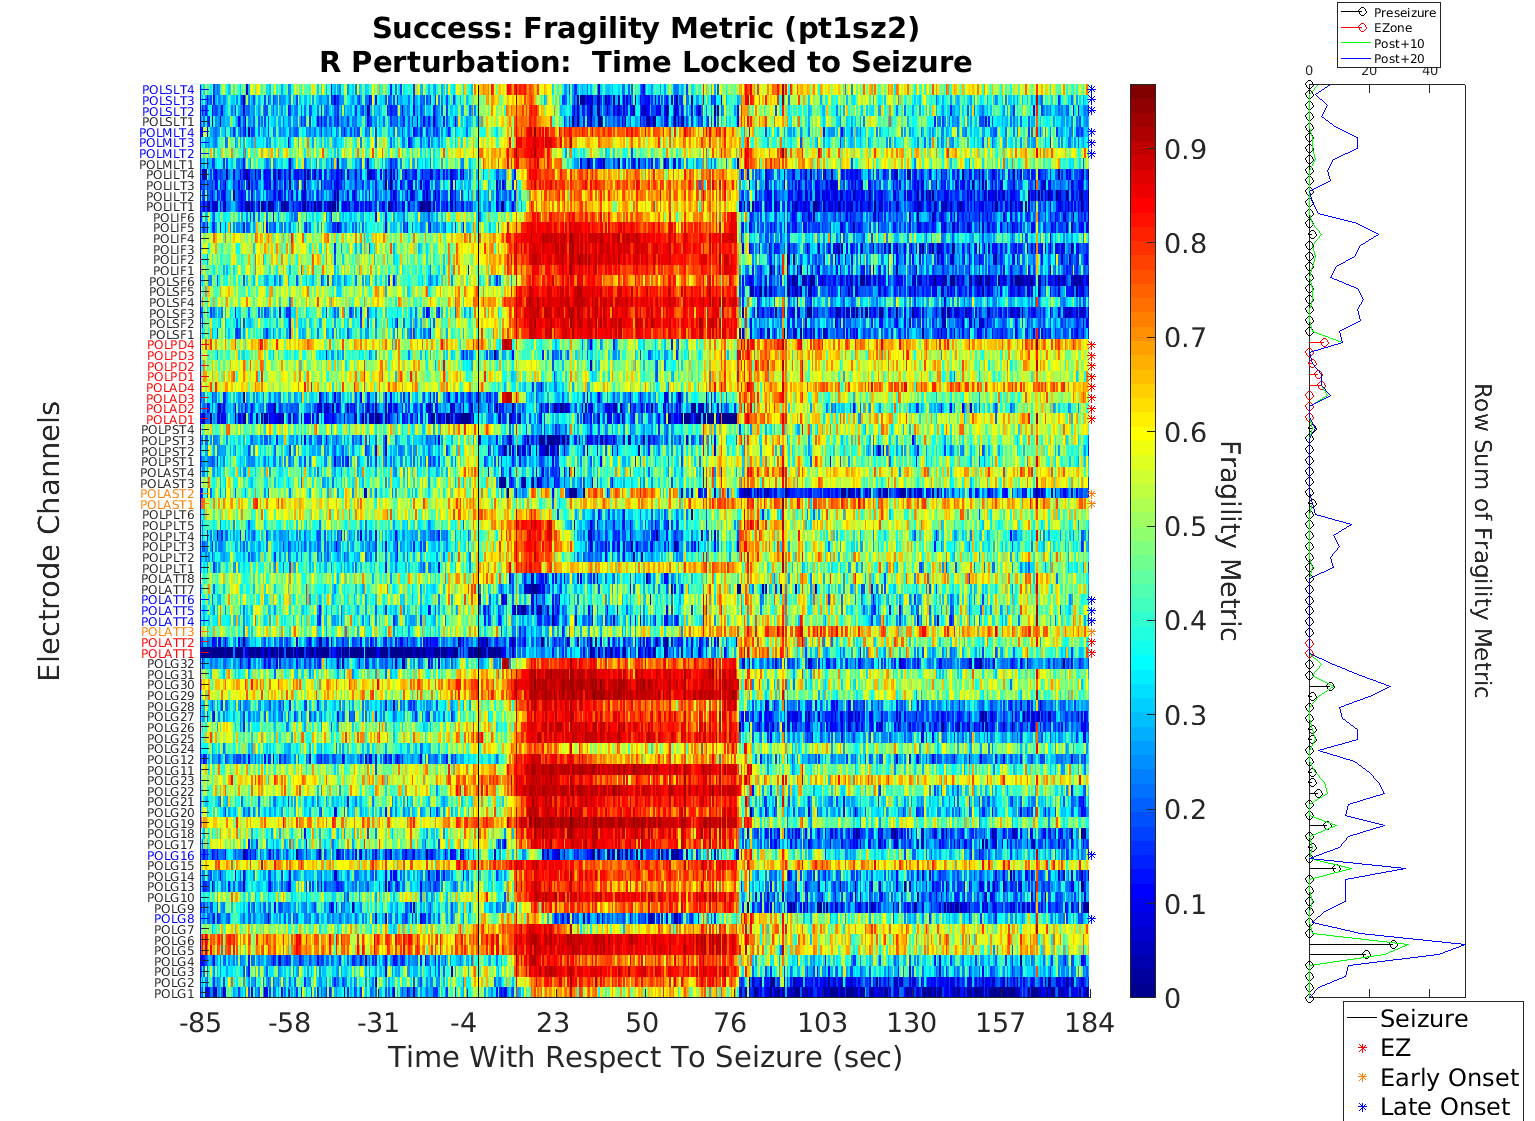 Success: Fragility Metric (pt1sz2)
R Perturbation:  Time Locked to Seizure
Preseizure
EZone
Post+10
Post+20
0 20 40
Electrode Channels
POLSLT4
POLSLT3
POLSLT2
POLSLT1
POLMLT4
POLMLT3
POLMLT2
POLMLT1
POLILT4
POLILT3
POLILT2
POLILT1
POLIF6
POLIF5
POLIF4
POLIF3
POLIF2
POLIF1
POLSF6
POLSF5
POLSF4
POLSF3
POLSF2
POLSF1
POLPD4
POLPD3
POLPD2
POLPD1
POLAD4
POLAD3
POLAD2
POLAD1
POLPST4
POLPST3
POLPST2
POLPST1
POLAST4
POLAST3
POLAST2
POLAST1
POLPLT6
POLPLT5
POLPLT4
POLPLT3
POLPLT2
POLPLT1
POLATT8
POLATT7
POLATT6
POLATT5
POLATT4
POLATT3
POLATT2
POLATT1
POLG32
POLG31
POLG30
POLG29
POLG28
POLG27
POLG26
POLG25
POLG24
POLG12
POLG11
POLG23
POLG22
POLG21
POLG20
POLG19
POLG18
POLG17
POLG16
POLG15
POLG14
POLG13
POLG10
POLG9
POLG8
POLG7
POLG6
POLG5
POLG4
POLG3
POLG2
POLG1
-85 -58 -31 -4 23 50 76 103 130 157 184
Time With Respect To Seizure (sec)
0.9
0.8
0.7
0.6
0.5
0.4
0.3
0.2
0.1
0
Fragility Metric
Row Sum of Fragility Metric
Seizure
EZ
Early Onset
Late Onset